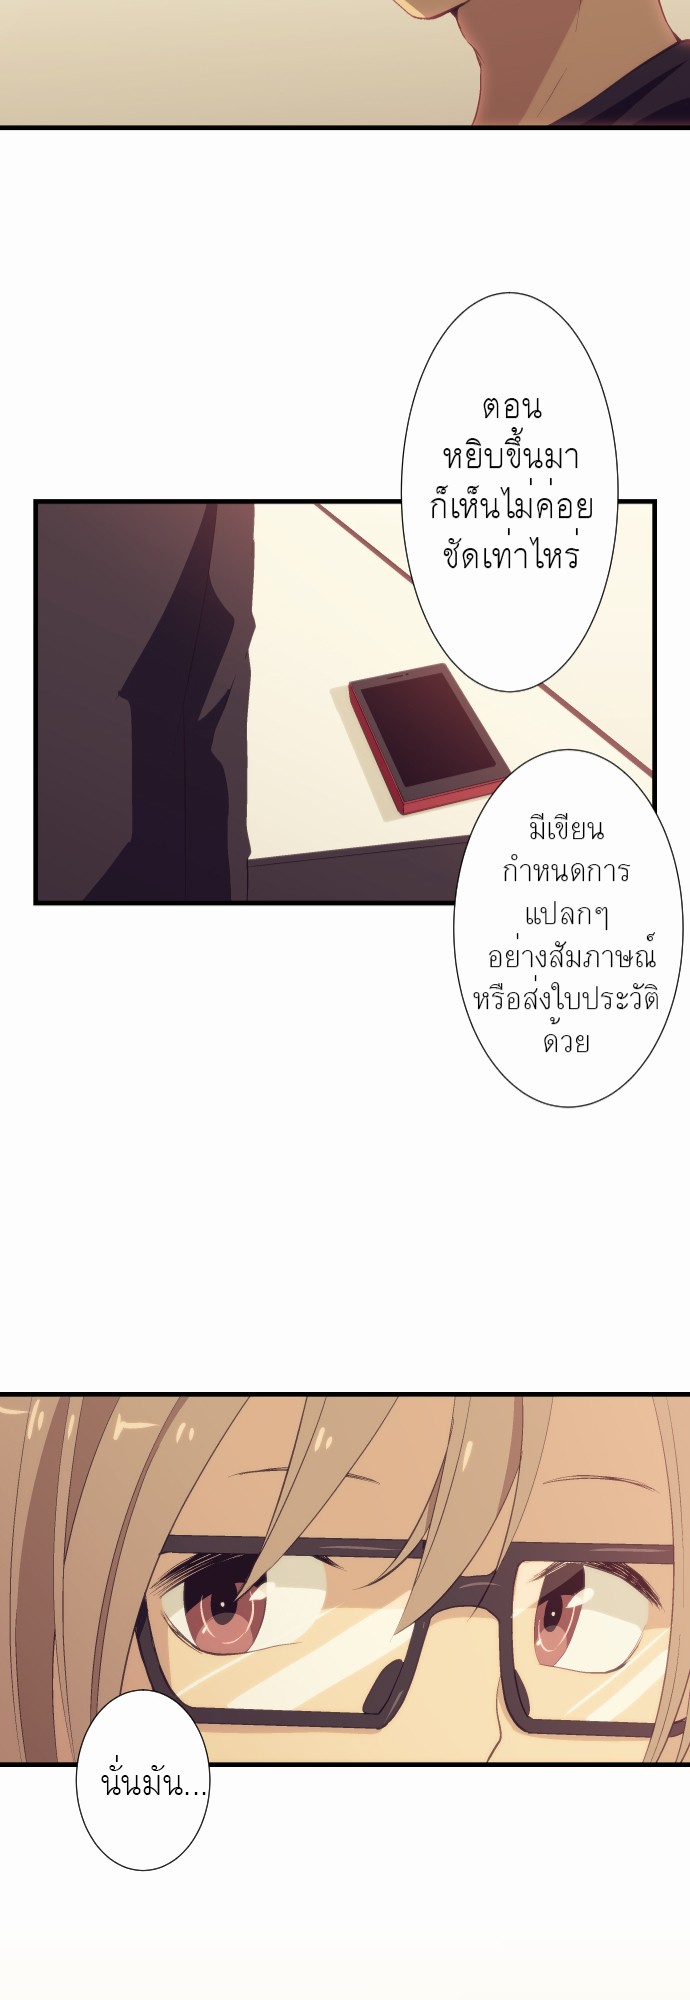 ตอน
หยิบขึ้นมา
ก็เห็นไม่ค่อย
ชัดเท่าไหร่
มีเขียน
กำหนดการ
แปลกๆ
อย่างสัมภาษณ์
หรือส่งใบประวัติ
ด้วย
นั่นมัน...